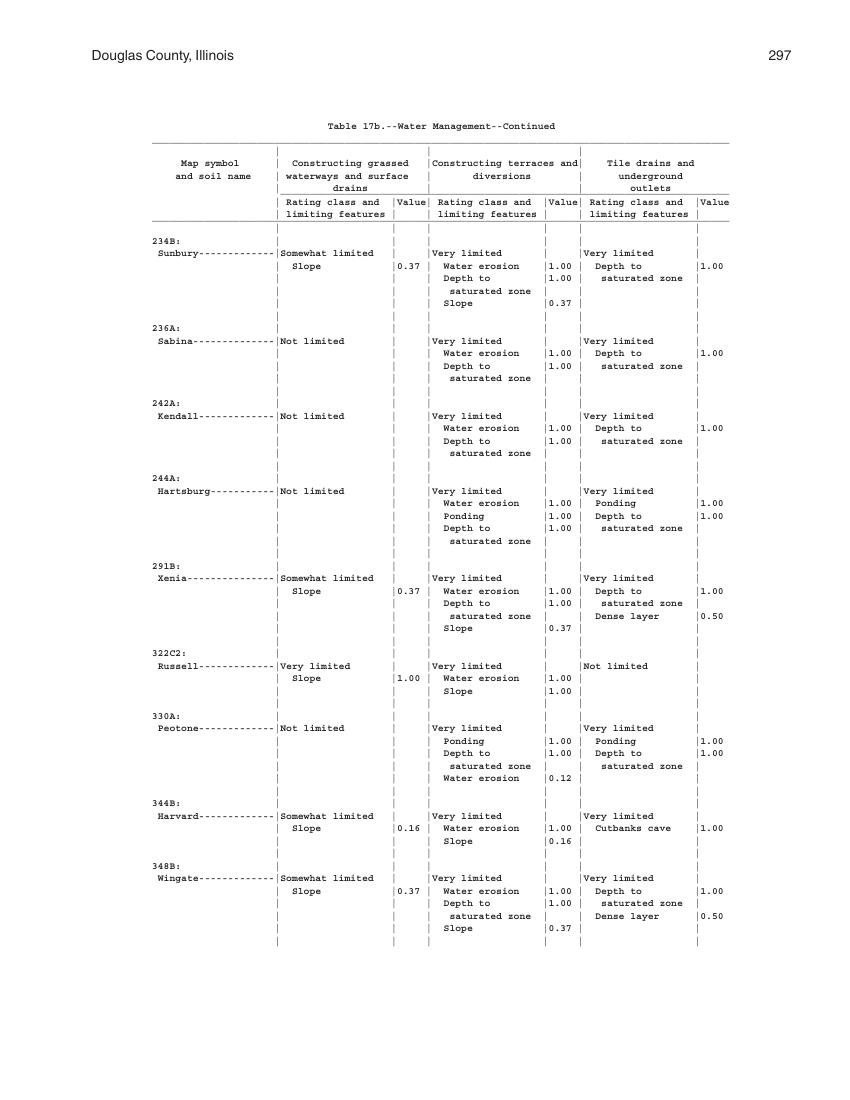 Douglas County, Illinois 297
Table 17b.--Water Management--Continued
Map symbol | Constructing grassed |Constructing terraces and| Tile drains and
and soil name | waterways and surface | diversions | underground
| drains | | outlets
| Rating class and |Value| Rating class and |Value| Rating class and |Value
| limiting features | | limiting features | | limiting features |
234B:
Sunbury------------|Somewhat limited | |Very limited | |Very limited |
| Slope |0.37 | Water erosion |1.00 | Depth to |1.00
| | | Depth to |1.00 | saturated zone |
| | | saturated zone | | |
| | | Slope |0.37 | |
236A:
Sabina-------------|Not limited | |Very limited | |Very limited |
| | | Water erosion |1.00 | Depth to |1.00
| | | Depth to |1.00 | saturated zone |
| | | saturated zone | | |
242A:
Kendall------------|Not limited | |Very limited | |Very limited |
| | | Water erosion |1.00 | Depth to |1.00
| | | Depth to |1.00 | saturated zone |
| | | saturated zone | | |
244A:
Hartsburg----------|Not limited | |Very limited | |Very limited |
| | | Water erosion |1.00 | Ponding |1.00
| | | Ponding |1.00 | Depth to |1.00
| | | Depth to |1.00 | saturated zone |
| | | saturated zone | | |
291B:
Xenia--------------|Somewhat limited | |Very limited | |Very limited |
| Slope |0.37 | Water erosion |1.00 | Depth to |1.00
| | | Depth to |1.00 | saturated zone |
| | | saturated zone | | Dense layer |0.50
| | | Slope |0.37 | |
322C2:
Russell------------|Very limited | |Very limited | |Not limited |
| Slope |1.00 | Water erosion |1.00 | |
| | | Slope |1.00 | |
330A:
Peotone------------|Not limited | |Very limited | |Very limited |
| | | Ponding |1.00 | Ponding |1.00
| | | Depth to |1.00 | Depth to |1.00
| | | saturated zone | | saturated zone |
| | | Water erosion |0.12 | |
344B:
Harvard------------|Somewhat limited | |Very limited | |Very limited |
| Slope |0.16 | Water erosion |1.00 | Cutbanks cave |1.00
| | | Slope |0.16 | |
348B:
Wingate------------|Somewhat limited | |Very limited | |Very limited |
| Slope |0.37 | Water erosion |1.00 | Depth to |1.00
| | | Depth to |1.00 | saturated zone |
| | | saturated zone | | Dense layer |0.50
| | | Slope |0.37 | |